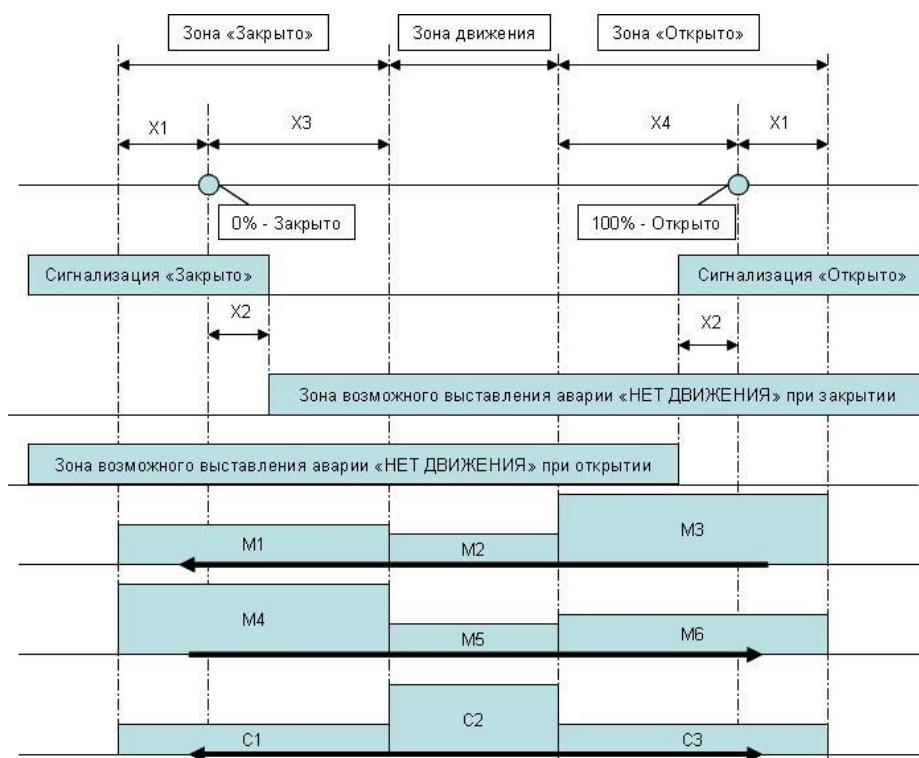 Зона «Закрыто»
Зона движения
Зона «Открыто»
X1
X3
X4
X1
0% - Закрыто
100% - Открыто
Сигнализация «Закрыто»
Сигнализация «Открыто»
X2
X2
Зона возможного выставления аварии «НЕТ ДВИЖЕНИЯ» при закрытии
Зона возможного выставления аварии «НЕТ ДВИЖЕНИЯ» при открытии
M1
M2
M3
M4
M5
M6
C1
C2
C3